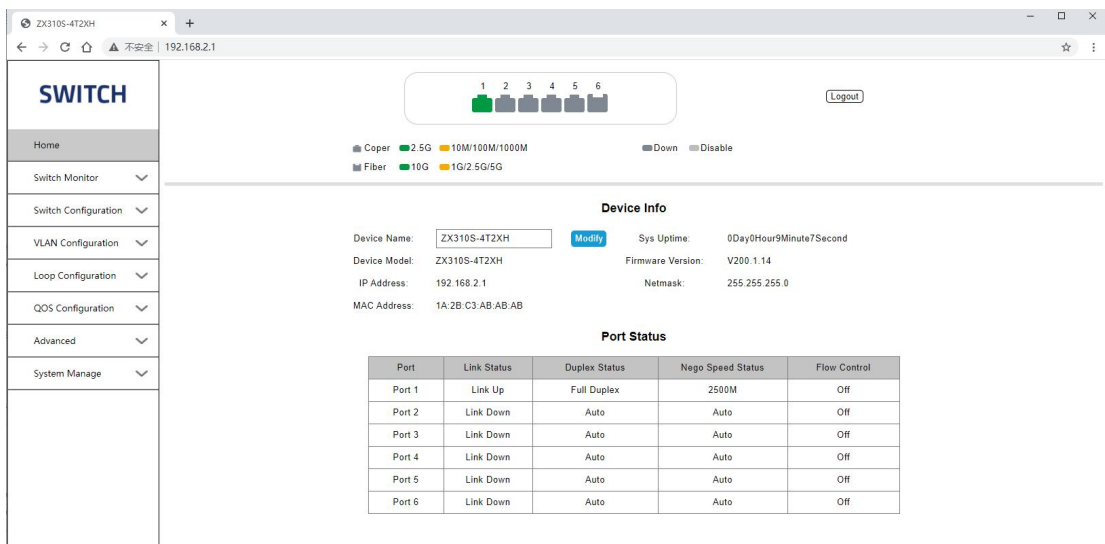 ZX310S-4T2XH
不安全 | 192.168.2.1
SWITCH
Home
Switch Monitor
Switch Configuration
VLAN Configuration
Loop Configuration
QOS Configuration
Advanced
System Manage
1 2 3 4 5 6
Logout
Coper 2.5G 10M/100M/1000M Down Disable
Fiber 10G 1G/2.5G/5G
Device Info
Device Name: ZX310S-4T2XH Modify Sys Uptime: 0Day0Hour9Minute7Second
Device Model: ZX310S-4T2XH Firmware Version: V200.1.14
IP Address: 192.168.2.1 Netmask: 255.255.255.0
MAC Address: 1A:2B:C3:AB:AB:AB
Port Status
Port Link Status Duplex Status Nego Speed Status Flow Control
Port 1 Link Up Full Duplex 2500M Off
Port 2 Link Down Auto Auto Off
Port 3 Link Down Auto Auto Off
Port 4 Link Down Auto Auto Off
Port 5 Link Down Auto Auto Off
Port 6 Link Down Auto Auto Off